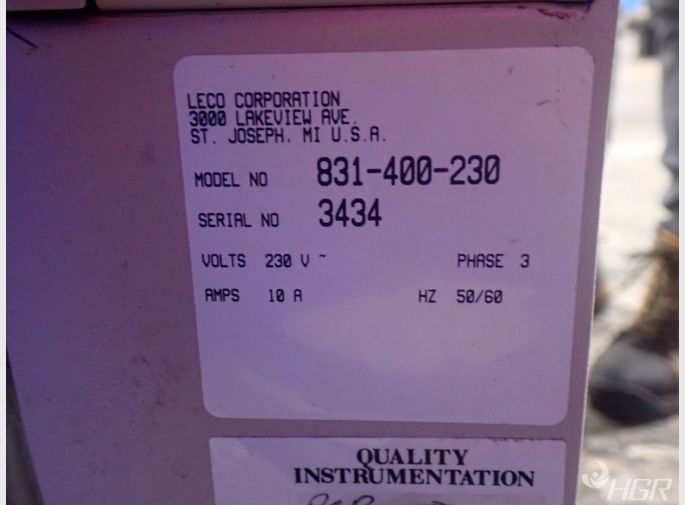 LECO CORPORATION
3000 LAKEVIEW AVE.
ST. JOSEPH. MI U.S.A.
MODEL NO 831-400-230
SERIAL NO 3434
VOLTS 230 V ~ PHASE 3
AMPS 10 A HZ 50/60
QUALITY
INSTRUMENTATION
HGR